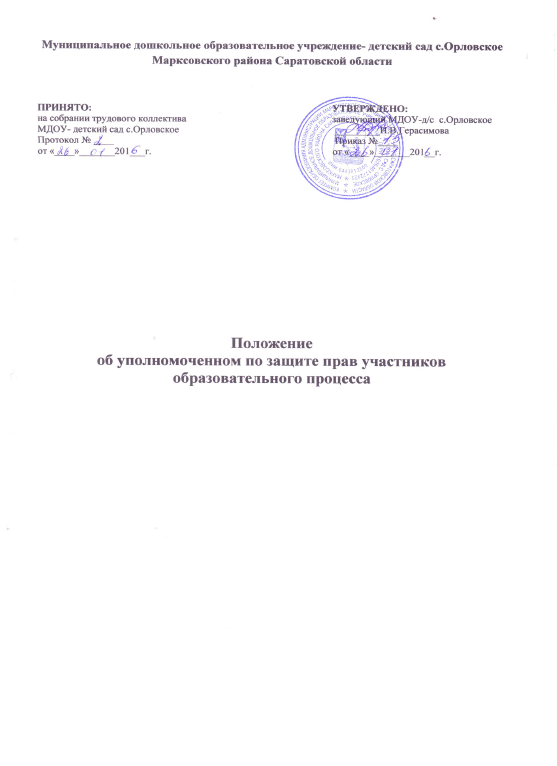 Муниципальное дошкольное образовательное учреждение- детский сад с.Орловское
Марксовского района Саратовской области
ПРИНЯТО:
на собрании трудового коллектива
МДОУ- детский сад с.Орловское
Протокол № 2
от « 26 » 01 2016 г.
УТВЕРЖДЕНО:
заведующий МДОУ-д/с с.Орловское
Герасимова
Приказ №
от « 26 » 2016 г.
Положение
об уполномоченном по защите прав участников
образовательного процесса